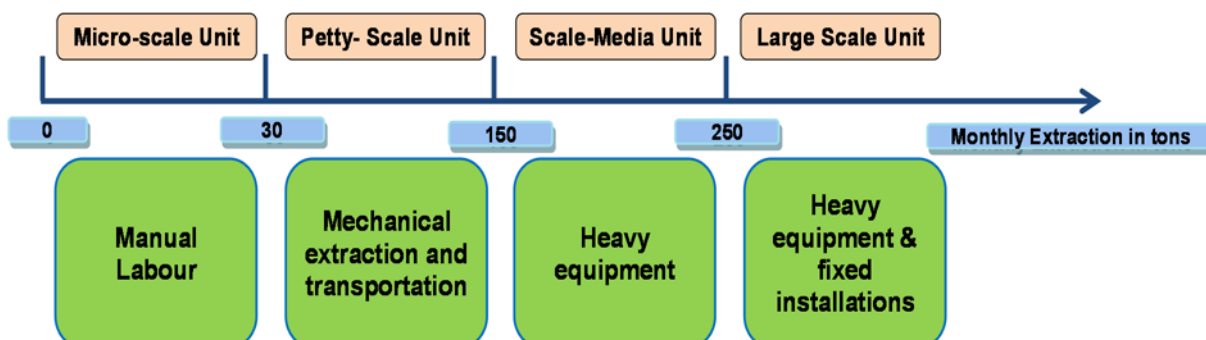 Micro-scale Unit
Petty- Scale Unit
Scale-Media Unit
Large Scale Unit
0
30
150
250
Monthly Extraction in tons
Manual
Labour
Mechanical
extraction and
transportation
Heavy
equipment
Heavy
equipment &
fixed
installations